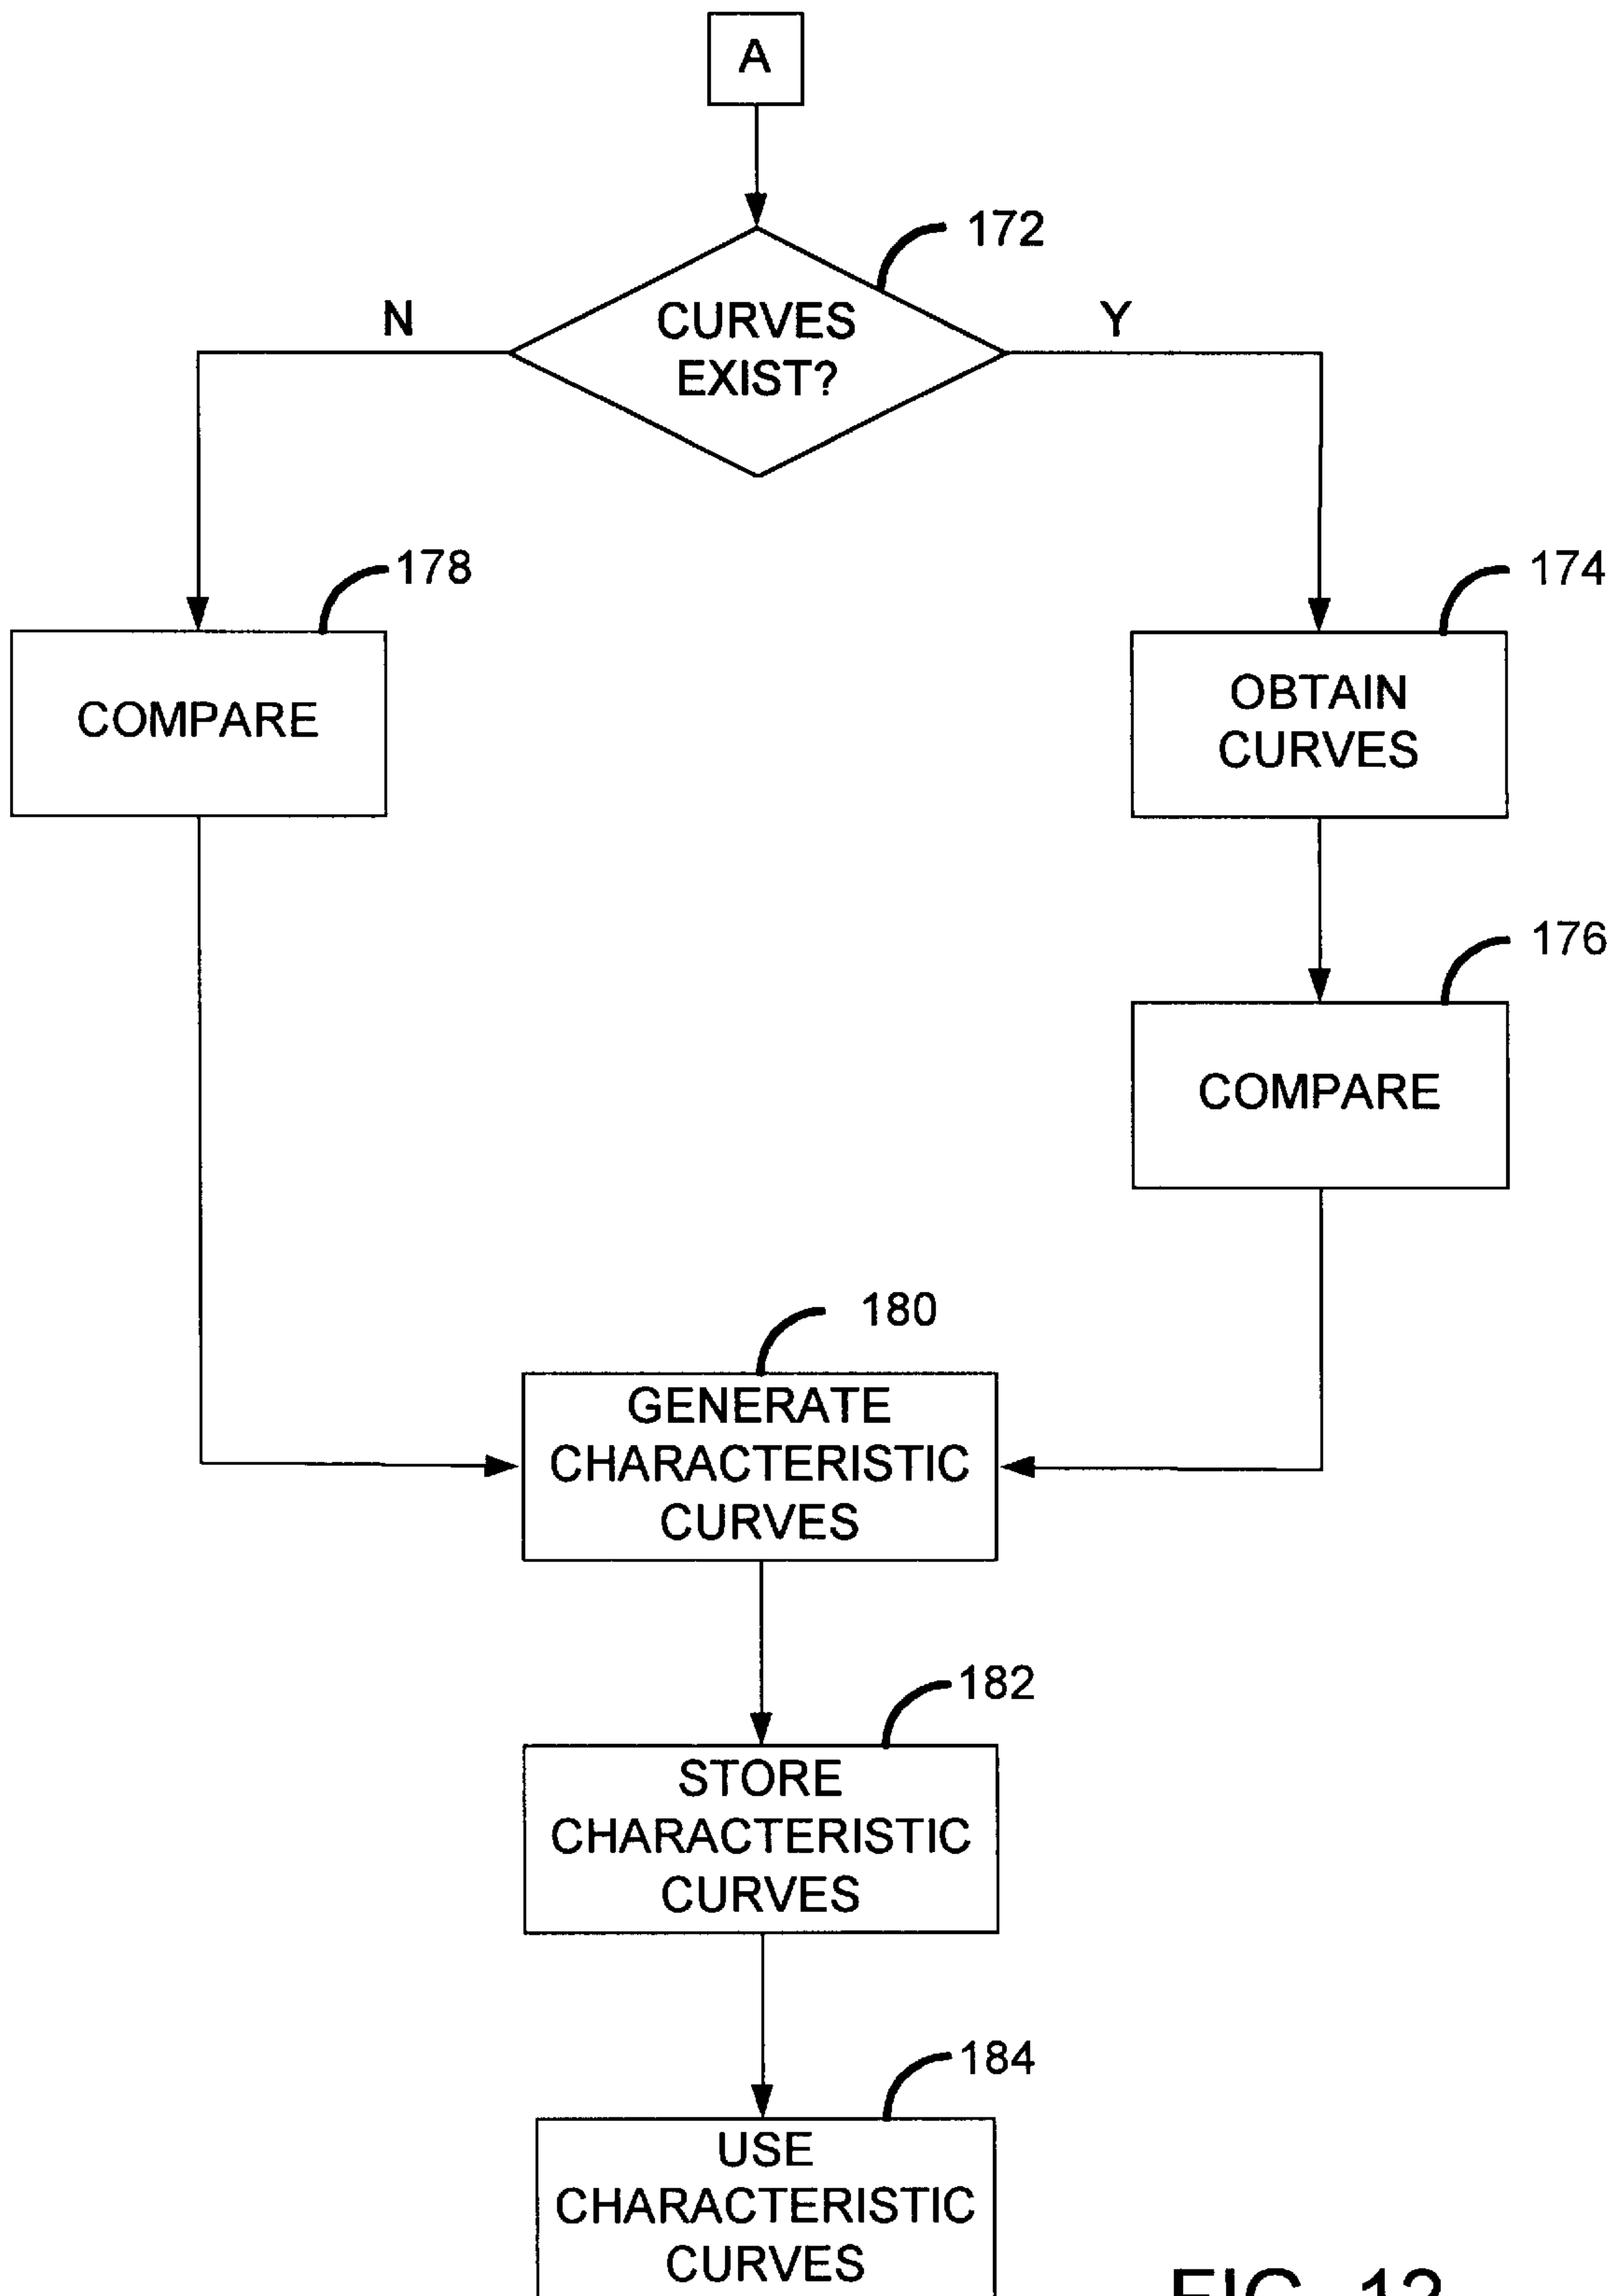 A
172
N
CURVES
EXIST?
Y
178
174
COMPARE
OBTAIN
CURVES
176
COMPARE
180
GENERATE
CHARACTERISTIC
CURVES
182
STORE
CHARACTERISTIC
CURVES
184
USE
CHARACTERISTIC
CURVES
FIG.